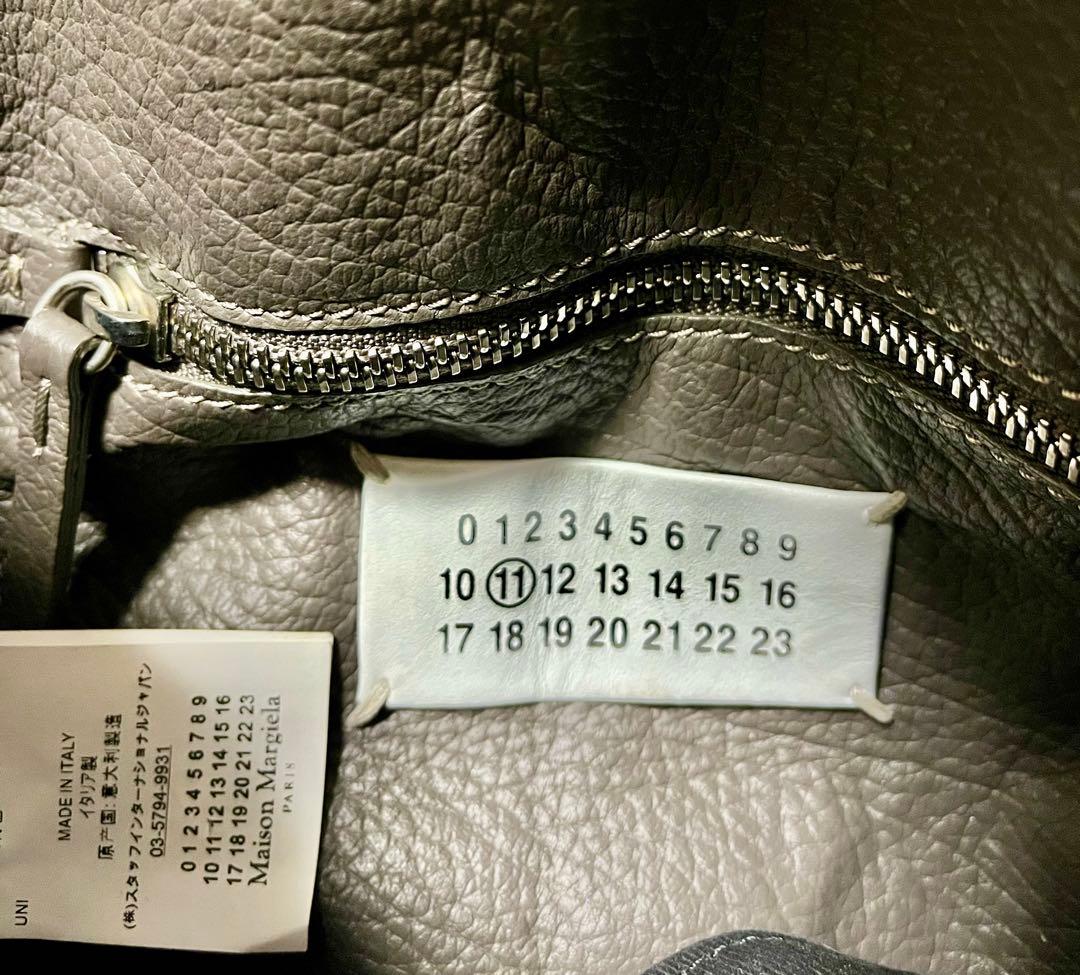 0 1 2 3 4 5 6 7 8 9
10 11 12 13 14 15 16
17 18 19 20 21 22 23
UNI
MADE IN ITALY
イタリア製
原产国: 意大利製造
(株)スタッフインターナショナルジャパン
03-5794-9931
0 1 2 3 4 5 6 7 8 9
10 11 12 13 14 15 16
17 18 19 20 21 22 23
Maison Margiela
PARIS